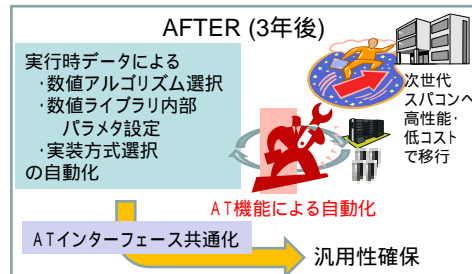 AFTER (3年後)
実行時データによる
・数値アルゴリズム選択
・数値ライブラリ内部
パラメタ設定
・実装方式選択
の自動化
次世代
スパコンへ
高性能・
低コスト
で移行
AT機能による自動化
ATインターフェース共通化
汎用性確保